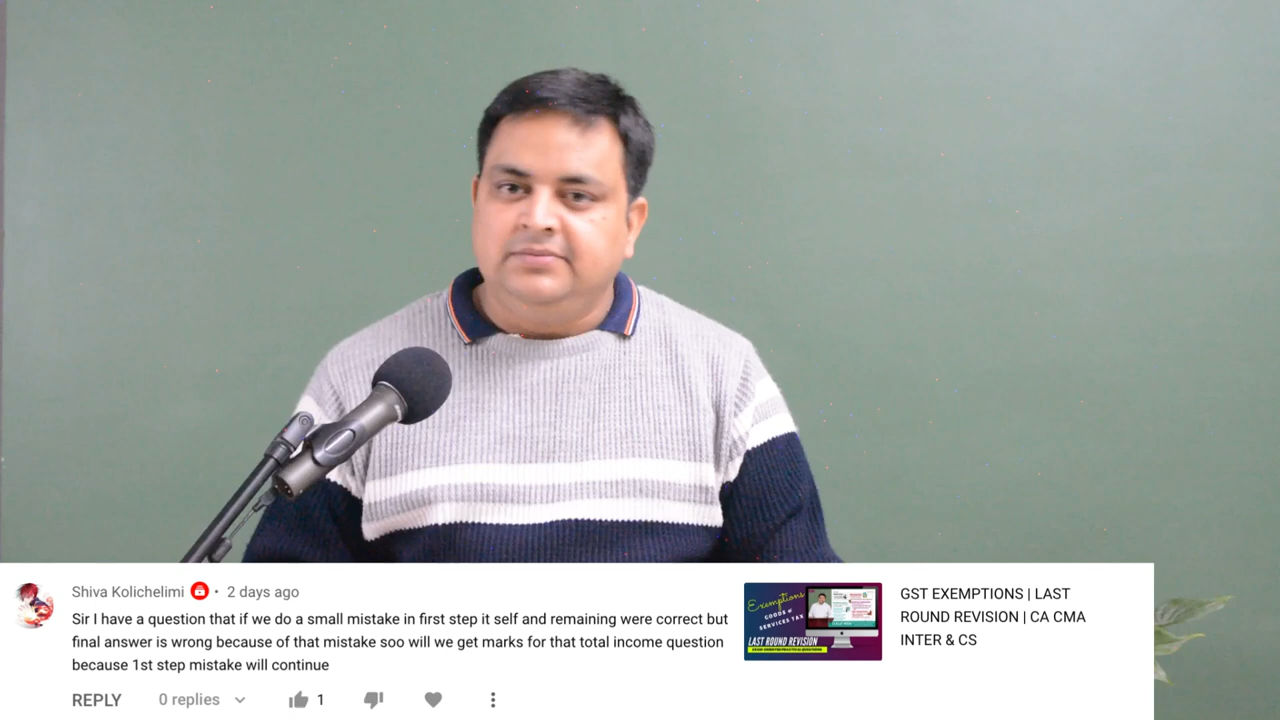 Shiva Kolichelimi · 2 days ago
Sir I have a question that if we do a small mistake in first step it self and remaining were correct but
final answer is wrong because of that mistake soo will we get marks for that total income question
because 1st step mistake will continue
REPLY 0 replies 1
Exemptions
GOODS N'
SERVICES TAX
LAST ROUND REVISION
GST EXEMPTIONS | LAST
ROUND REVISION | CA CMA
INTER & CS